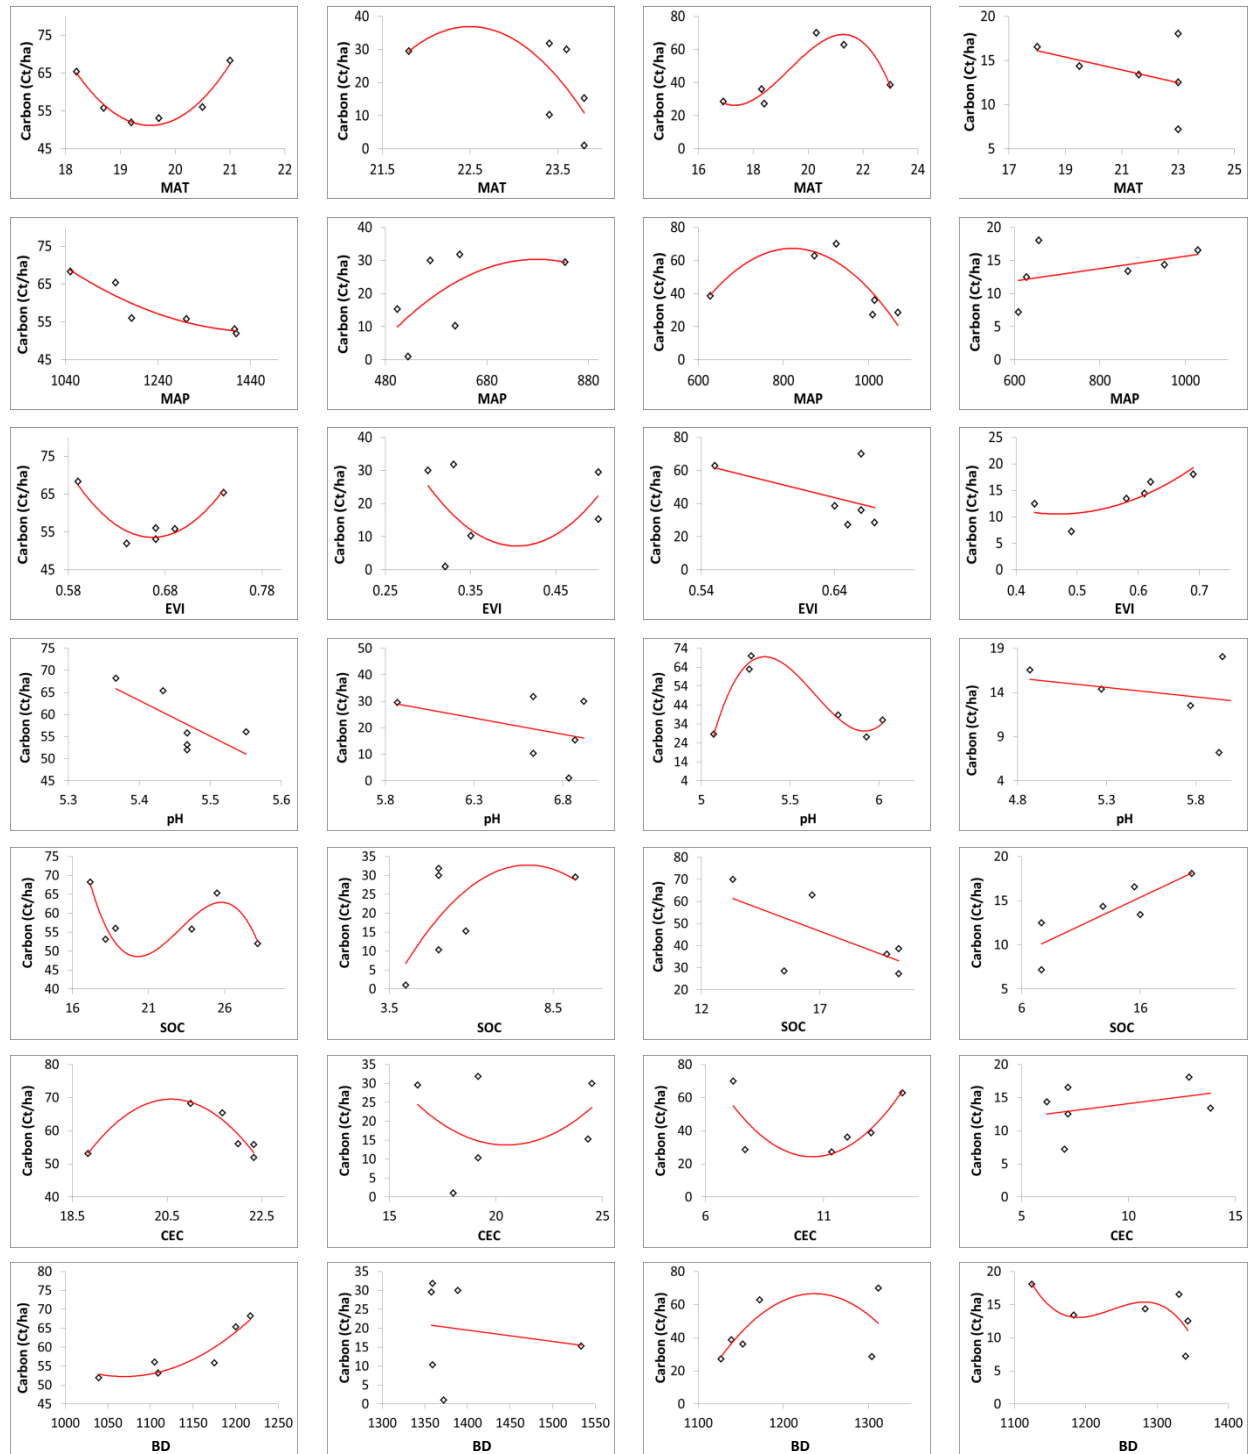 Carbon (Ct/ha)
75
65
55
45
18 19 20 21 22
MAT
Carbon (Ct/ha)
40
30
20
10
0
21.5 22.5 23.5
MAT
Carbon (Ct/ha)
80
60
40
20
0
16 18 20 22 24
MAT
Carbon (Ct/ha)
20
15
10
5
17 19 21 23 25
MAT
Carbon (Ct/ha)
75
65
55
45
1040 1240 1440
MAP
Carbon (Ct/ha)
40
30
20
10
0
480 680 880
MAP
Carbon (Ct/ha)
80
60
40
20
0
600 800 1000
MAP
Carbon (Ct/ha)
20
15
10
5
0
600 800 1000
MAP
Carbon (Ct/ha)
75
65
55
45
0.58 0.68 0.78
EVI
Carbon (Ct/ha)
40
30
20
10
0
0.25 0.35 0.45
EVI
Carbon (Ct/ha)
80
60
40
20
0
0.54 0.64
EVI
Carbon (Ct/ha)
25
20
15
10
5
0
0.4 0.5 0.6 0.7
EVI
Carbon (Ct/ha)
75
70
65
60
55
50
45
5.3 5.4 5.5 5.6
pH
Carbon (Ct/ha)
50
40
30
20
10
0
5.8 6.3 6.8
pH
Carbon (Ct/ha)
74
64
54
44
34
24
14
4
5 5.5 6
pH
Carbon (Ct/ha)
19
14
9
4
4.8 5.3 5.8
pH
Carbon (Ct/ha)
75
70
65
60
55
50
45
40
16 21 26
SOC
Carbon (Ct/ha)
35
30
25
20
15
10
5
0
3.5 8.5
SOC
Carbon (Ct/ha)
80
70
60
50
40
30
20
12 17
SOC
Carbon (Ct/ha)
20
15
10
5
6 16
SOC
Carbon (Ct/ha)
80
70
60
50
40
18.5 20.5 22.5
CEC
Carbon (Ct/ha)
35
30
25
20
15
10
5
0
15 20 25
CEC
Carbon (Ct/ha)
80
60
40
20
0
6 11
CEC
Carbon (Ct/ha)
20
15
10
5
0
5 10 15
CEC
Carbon (Ct/ha)
80
75
70
65
60
55
50
45
1000 1050 1100 1150 1200 1250
BD
Carbon (Ct/ha)
35
30
25
20
15
10
5
0
1300 1350 1400 1450 1500 1550
BD
Carbon (Ct/ha)
80
60
40
20
0
1100 1200 1300
BD
Carbon (Ct/ha)
20
15
10
5
0
1100 1200 1300 1400
BD